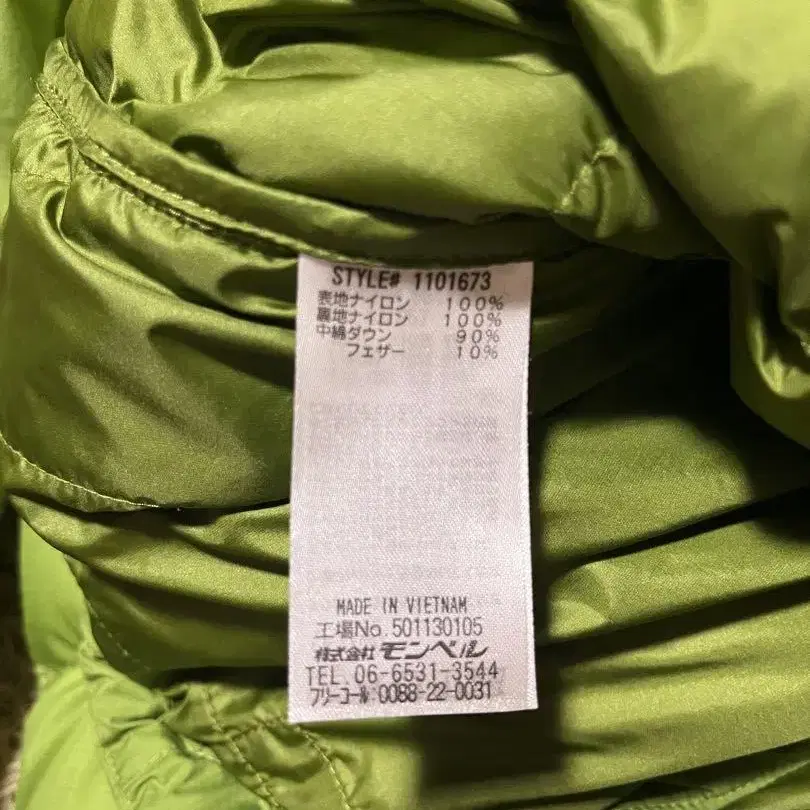 STYLE# 1101673
表地ナイロン 100%
裏地ナイロン 100%
中綿ダウン 90%
フェザー 10%
MADE IN VIETNAM
工場No.501130105
株式会社 モンベル
TEL.06-6531-3544
フリーコール:0088-22-0031